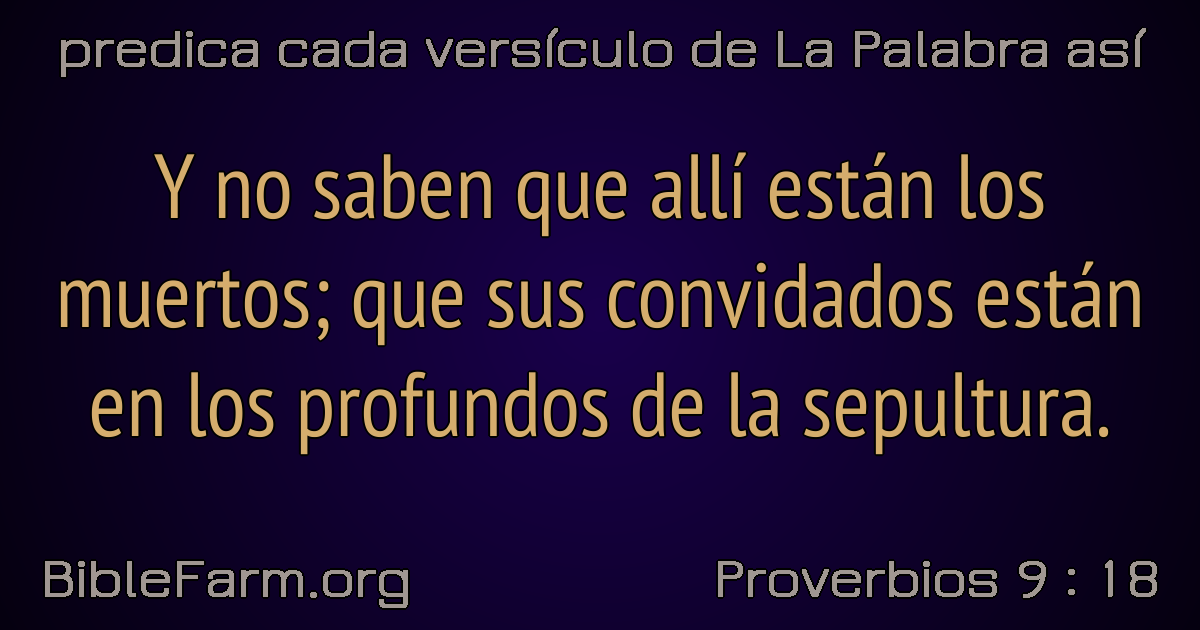 predica cada versículo de La Palabra así
Y no saben que allí están los
muertos; que sus convidados están
en los profundos de la sepultura.
BibleFarm.org
Proverbios 9 : 18